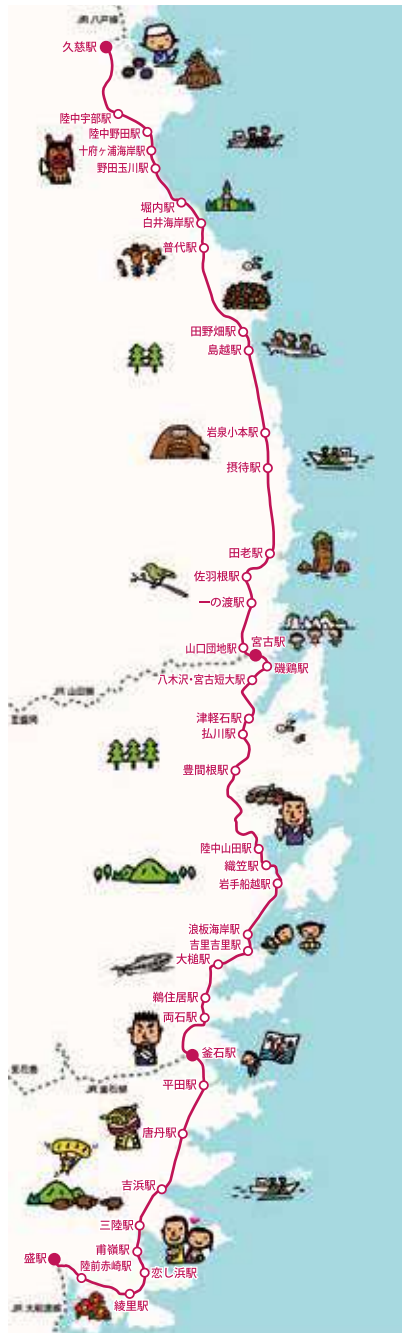 JR 八戸線
久慈駅
陸中宇部駅
陸中野田駅
十府ヶ浦海岸駅
野田玉川駅
堀内駅
白井海岸駅
普代駅
田野畑駅
島越駅
岩泉小本駅
摂待駅
田老駅
佐羽根駅
一の渡駅
山口団地駅
宮古駅
磯鶏駅
八木沢・宮古短大駅
JR 山田線
至盛岡
津軽石駅
払川駅
豊間根駅
陸中山田駅
織笠駅
岩手船越駅
浪板海岸駅
吉里吉里駅
大槌駅
鵜住居駅
両石駅
釜石駅
JR 釜石線
平田駅
唐丹駅
吉浜駅
三陸駅
甫嶺駅
恋し浜駅
綾里駅
陸前赤崎駅
盛駅
JR 大船渡線